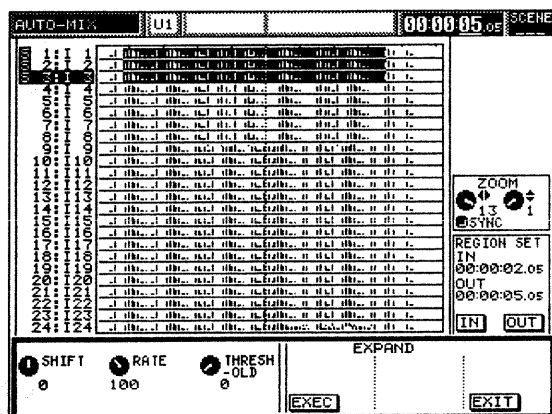 AUTO-MIX U1 00:00:05.05 SCENE
1:I 1
2:I 2
3:I 3
4:I 4
5:I 5
6:I 6
7:I 7
8:I 8
9:I 9
10:I10
11:I11
12:I12
13:I13
14:I14
15:I15
16:I16
17:I17
18:I18
19:I19
20:I20
21:I21
22:I22
23:I23
24:I24
ZOOM
13 1
SYNC
REGION SET
IN
00:00:02.05
OUT
00:00:05.05
IN OUT
SHIFT
0
RATE
100
THRESH
-OLD
0
EXPAND
EXEC EXIT